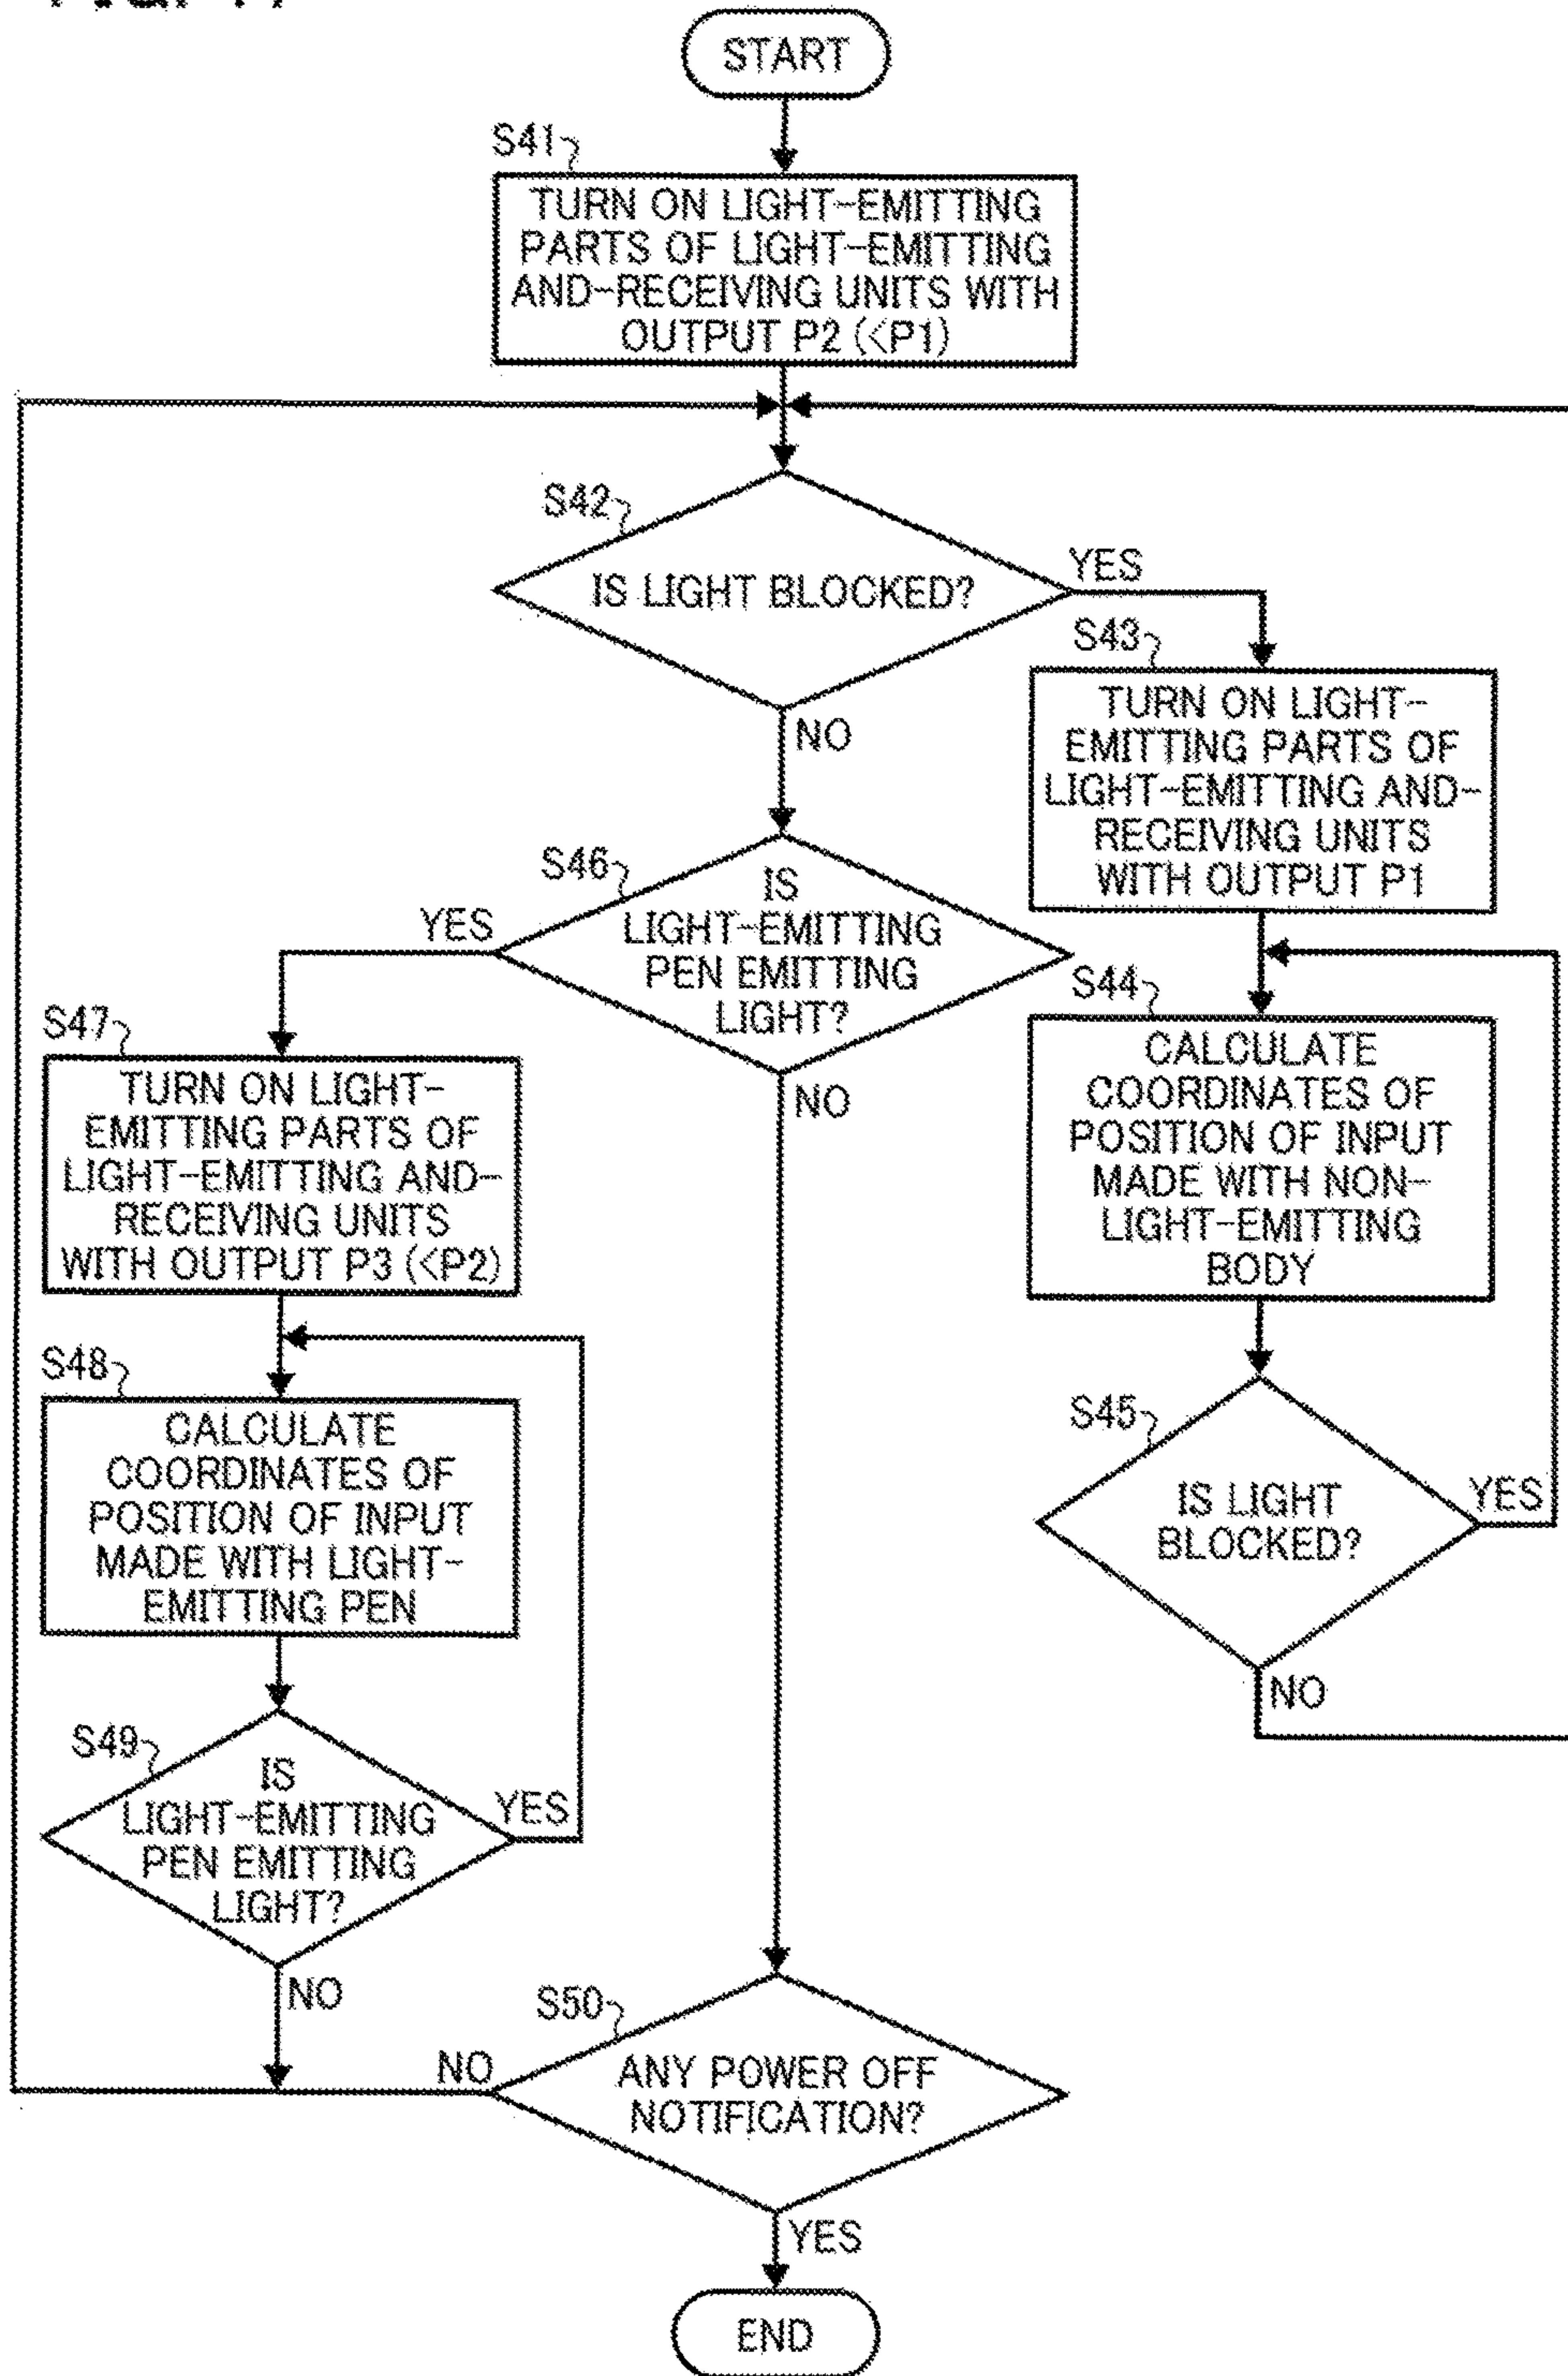 START
S41
TURN ON LIGHT-EMITTING
PARTS OF LIGHT-EMITTING
AND-RECEIVING UNITS WITH
OUTPUT P2 (<P1)
S42
IS LIGHT BLOCKED?
YES
NO
S43
TURN ON LIGHT-
EMITTING PARTS OF
LIGHT-EMITTING AND-
RECEIVING UNITS
WITH OUTPUT P1
S44
CALCULATE
COORDINATES OF
POSITION OF INPUT
MADE WITH NON-
LIGHT-EMITTING
BODY
S45
IS LIGHT
BLOCKED?
YES
NO
S46
IS
LIGHT-EMITTING
PEN EMITTING
LIGHT?
YES
NO
S47
TURN ON LIGHT-
EMITTING PARTS OF
LIGHT-EMITTING AND-
RECEIVING UNITS
WITH OUTPUT P3 (<P2)
S48
CALCULATE
COORDINATES OF
POSITION OF INPUT
MADE WITH LIGHT-
EMITTING PEN
S49
IS
LIGHT-EMITTING
PEN EMITTING
LIGHT?
YES
NO
S50
ANY POWER OFF
NOTIFICATION?
NO
YES
END